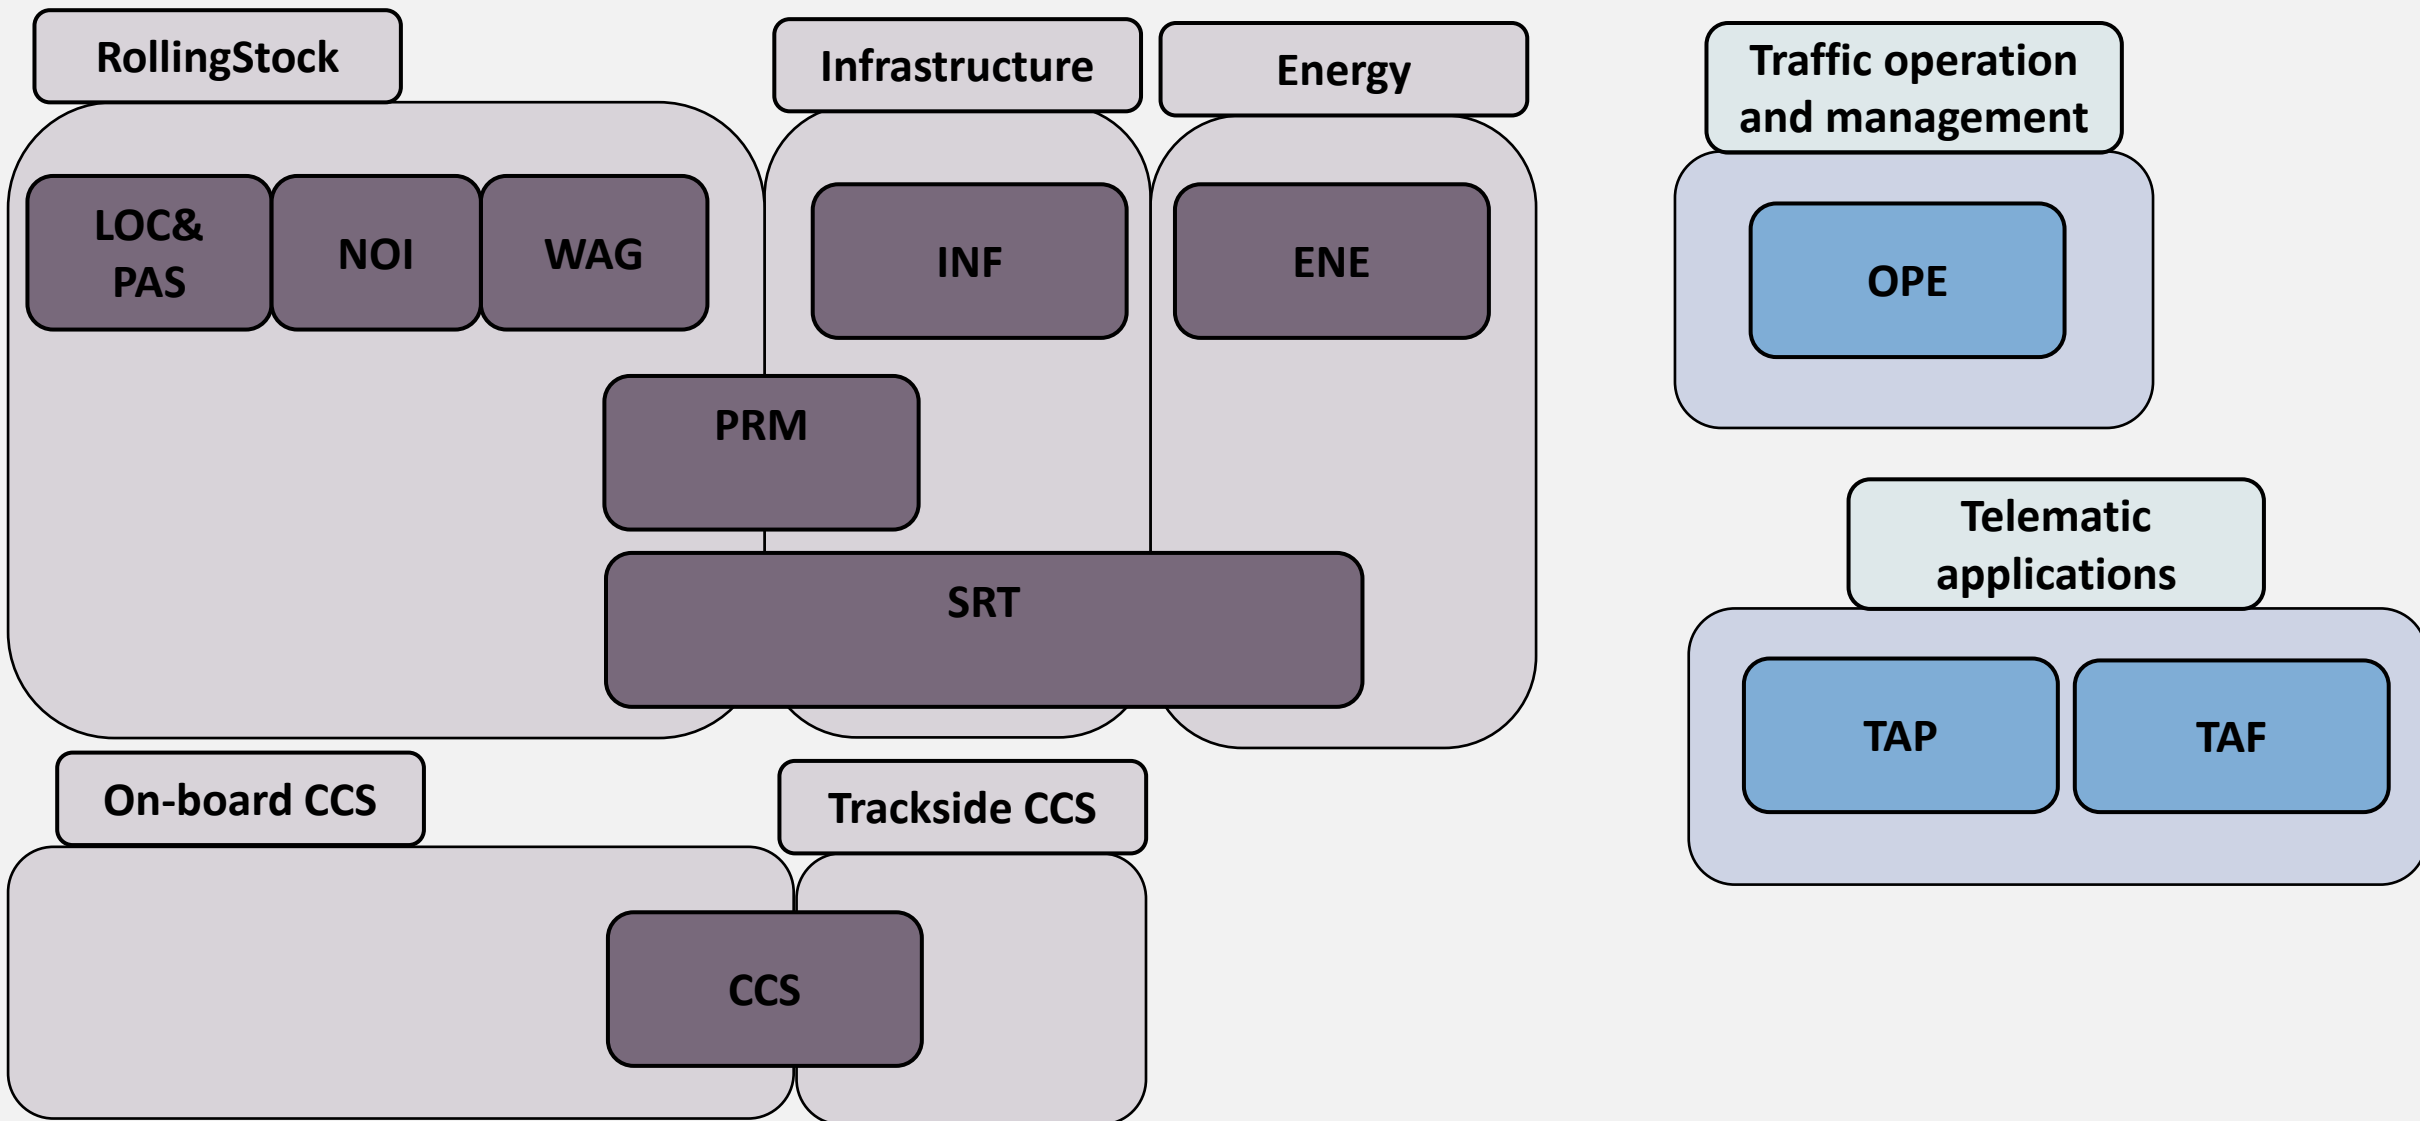 RollingStock
Infrastructure
Energy
Traffic operation
and management
LOC&
PAS
NOI
WAG
INF
ENE
OPE
PRM
SRT
Telematic
applications
TAP
TAF
On-board CCS
Trackside CCS
CCS